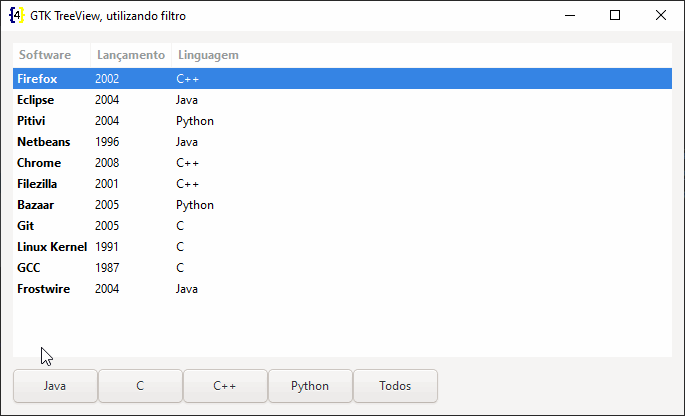 {4} GTK TreeView, utilizando filtro
Software Lançamento Linguagem
Firefox 2002 C++
Eclipse 2004 Java
Pitivi 2004 Python
Netbeans 1996 Java
Chrome 2008 C++
Filezilla 2001 C++
Bazaar 2005 Python
Git 2005 C
Linux Kernel 1991 C
GCC 1987 C
Frostwire 2004 Java
Java C C++ Python Todos